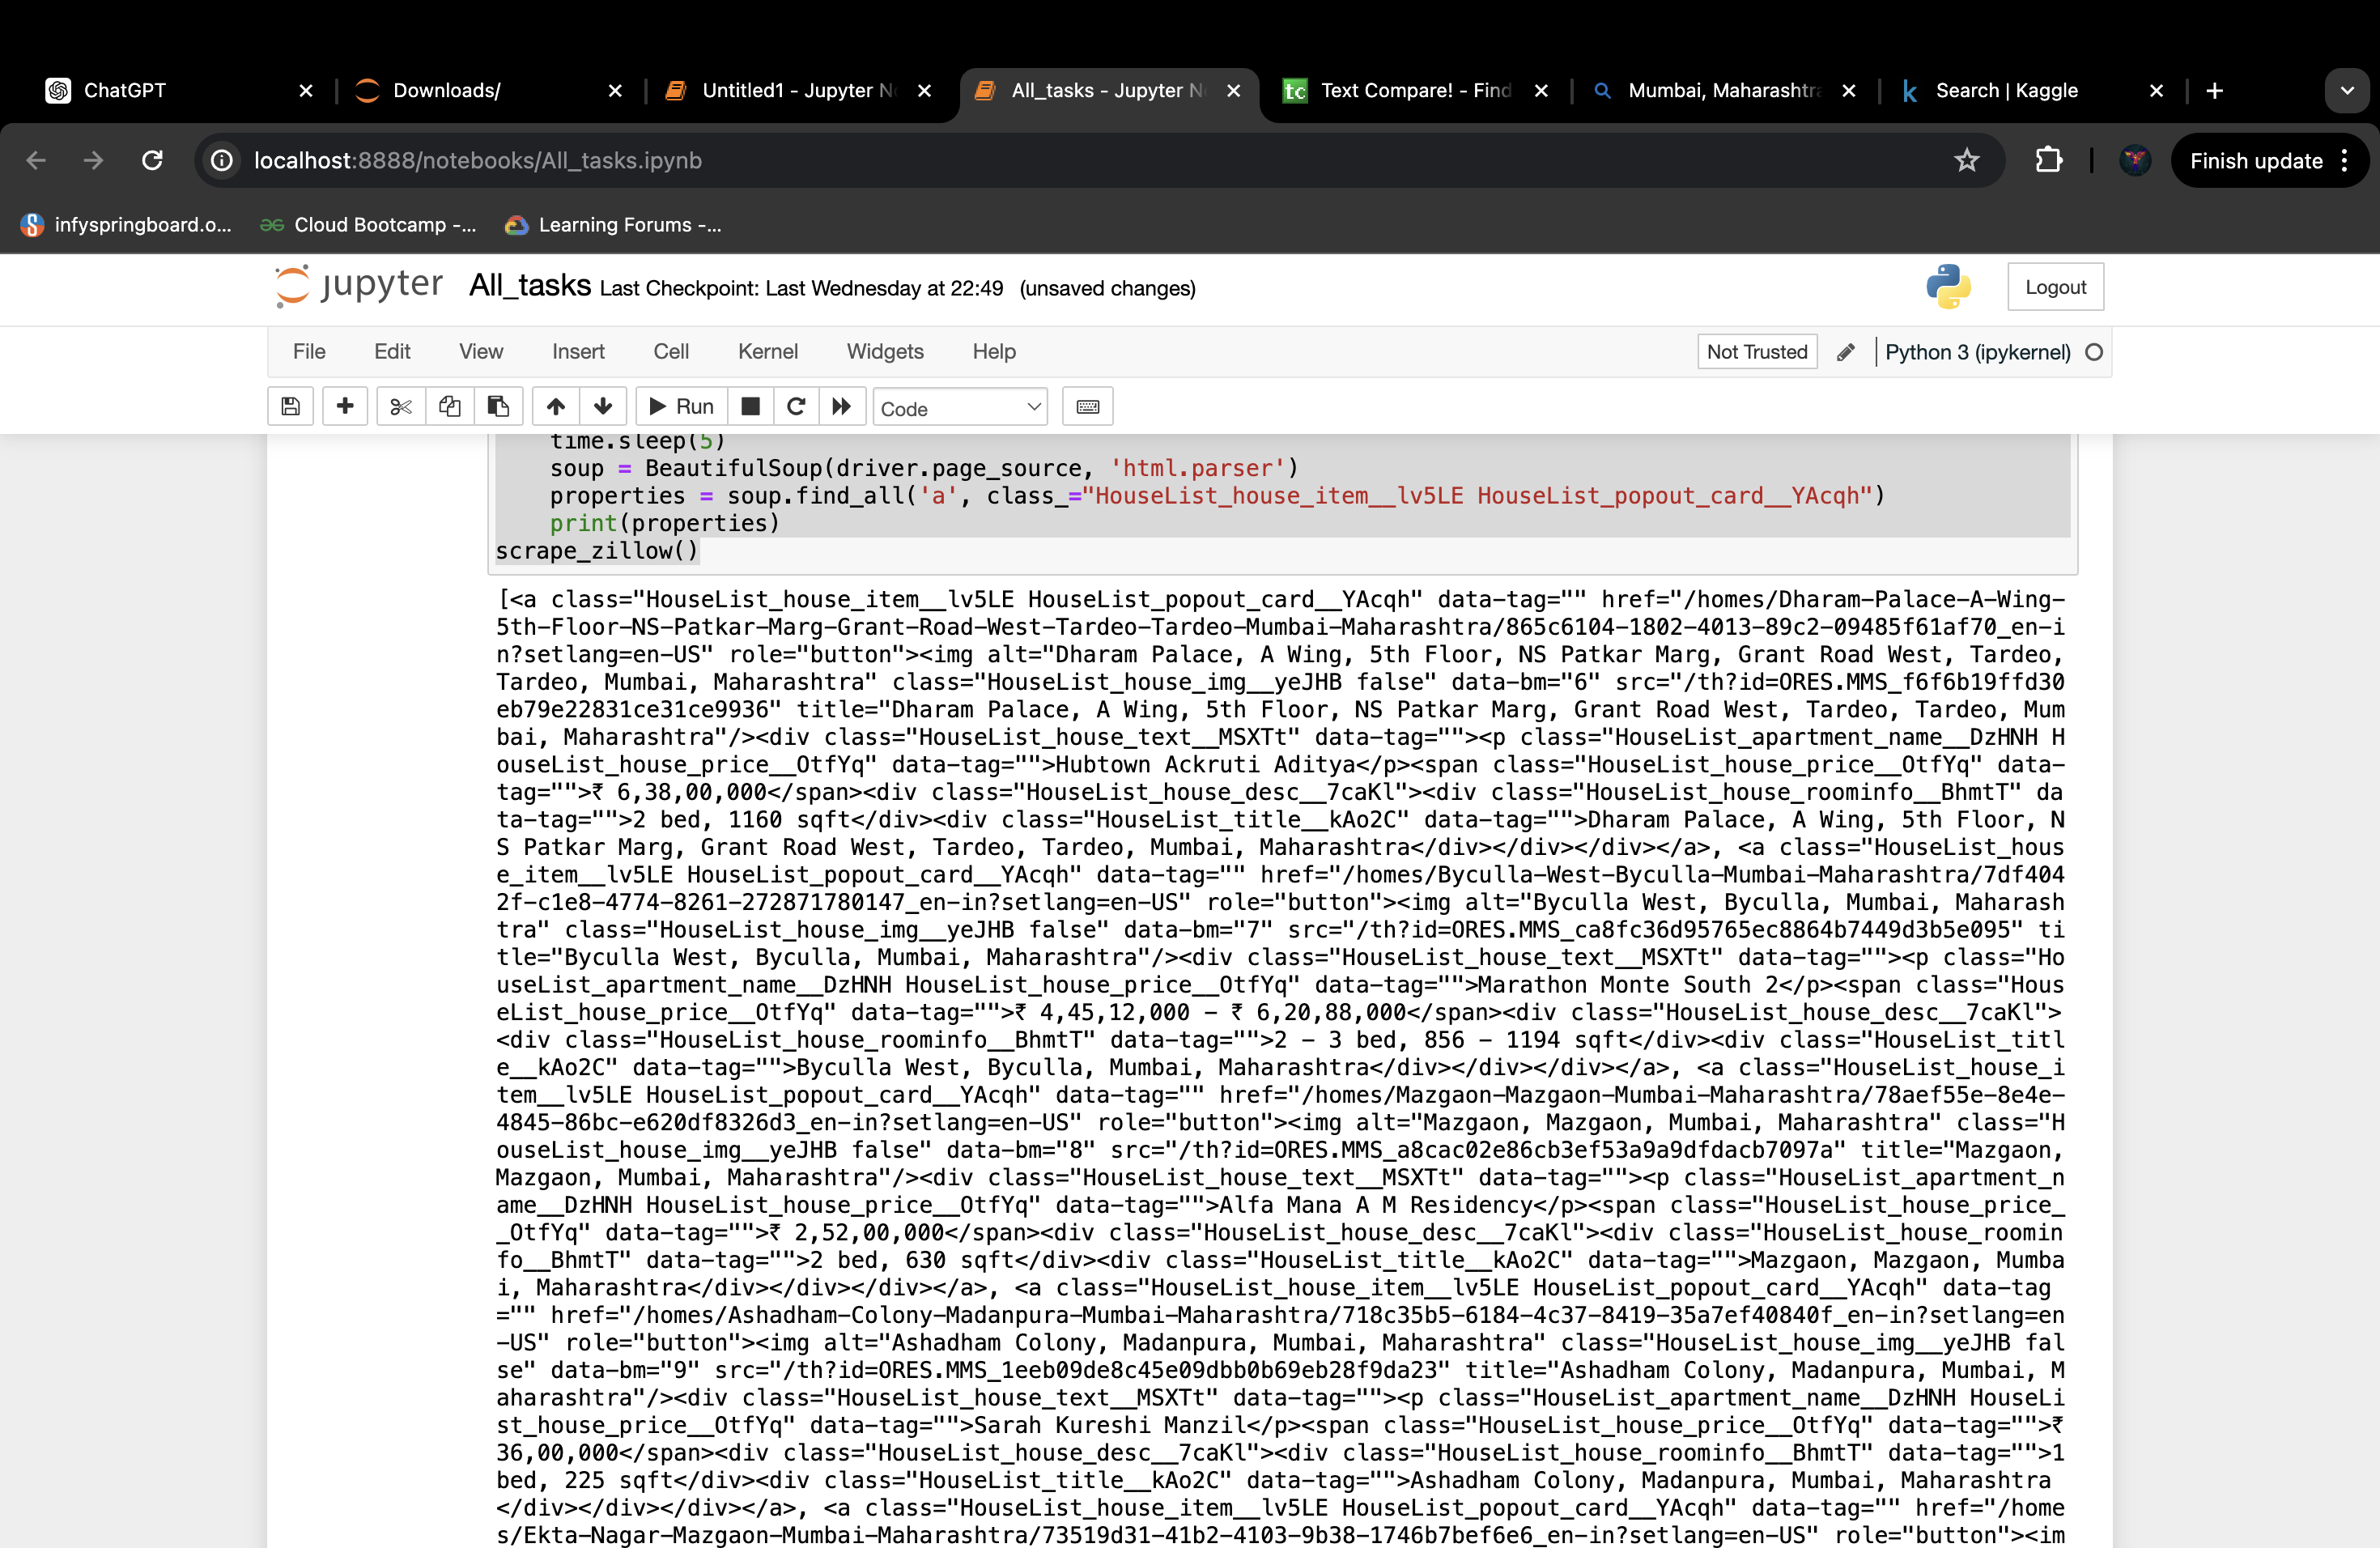 ChatGPT
Downloads/
Untitled1 - Jupyter N
All_tasks - Jupyter N
Text Compare! - Find
Mumbai, Maharashtra
Search | Kaggle
localhost:8888/notebooks/All_tasks.ipynb
Finish update
infyspringboard.o...
Cloud Bootcamp -...
Learning Forums -...
jupyter All_tasks Last Checkpoint: Last Wednesday at 22:49 (unsaved changes)
Logout
File Edit View Insert Cell Kernel Widgets Help
Not Trusted
Python 3 (ipykernel)
Run
Code
time.sleep(5)
soup = BeautifulSoup(driver.page_source, 'html.parser')
properties = soup.find_all('a', class_="HouseList_house_item__lv5LE HouseList_popout_card__YAcqh")
print(properties)
scrape_zillow()
[<a class="HouseList_house_item__lv5LE HouseList_popout_card__YAcqh" data-tag="" href="/homes/Dharam-Palace-A-Wing-
5th-Floor-NS-Patkar-Marg-Grant-Road-West-Tardeo-Tardeo-Mumbai-Maharashtra/865c6104-1802-4013-89c2-09485f61af70_en-i
n?setlang=en-US" role="button"><img alt="Dharam Palace, A Wing, 5th Floor, NS Patkar Marg, Grant Road West, Tardeo,
Tardeo, Mumbai, Maharashtra" class="HouseList_house_img__yeJHB false" data-bm="6" src="/th?id=ORES.MMS_f6f6b19ffd30
eb79e22831ce31ce9936" title="Dharam Palace, A Wing, 5th Floor, NS Patkar Marg, Grant Road West, Tardeo, Tardeo, Mum
bai, Maharashtra"/><div class="HouseList_house_text__MSXTt" data-tag=""><p class="HouseList_apartment_name__DzHNH H
ouseList_house_price__OtfYq" data-tag="">Hubtown Ackruti Aditya</p><span class="HouseList_house_price__OtfYq" data-
tag="">₹ 6,38,00,000</span><div class="HouseList_house_desc__7caKl"><div class="HouseList_house_roominfo__BhmtT" da
ta-tag="">2 bed, 1160 sqft</div><div class="HouseList_title__kAo2C" data-tag="">Dharam Palace, A Wing, 5th Floor, N
S Patkar Marg, Grant Road West, Tardeo, Tardeo, Mumbai, Maharashtra</div></div></div></a>, <a class="HouseList_hous
e_item__lv5LE HouseList_popout_card__YAcqh" data-tag="" href="/homes/Byculla-West-Byculla-Mumbai-Maharashtra/7df404
2f-c1e8-4774-8261-272871780147_en-in?setlang=en-US" role="button"><img alt="Byculla West, Byculla, Mumbai, Maharash
tra" class="HouseList_house_img__yeJHB false" data-bm="7" src="/th?id=ORES.MMS_ca8fc36d95765ec8864b7449d3b5e095" ti
tle="Byculla West, Byculla, Mumbai, Maharashtra"/><div class="HouseList_house_text__MSXTt" data-tag=""><p class="Ho
useList_apartment_name__DzHNH HouseList_house_price__OtfYq" data-tag="">Marathon Monte South 2</p><span class="Hous
eList_house_price__OtfYq" data-tag="">₹ 4,45,12,000 – ₹ 6,20,88,000</span><div class="HouseList_house_desc__7caKl">
<div class="HouseList_house_roominfo__BhmtT" data-tag="">2 – 3 bed, 856 – 1194 sqft</div><div class="HouseList_titl
e__kAo2C" data-tag="">Byculla West, Byculla, Mumbai, Maharashtra</div></div></div></a>, <a class="HouseList_house_i
tem__lv5LE HouseList_popout_card__YAcqh" data-tag="" href="/homes/Mazgaon-Mazgaon-Mumbai-Maharashtra/78aef55e-8e4e-
4845-86bc-e620df8326d3_en-in?setlang=en-US" role="button"><img alt="Mazgaon, Mazgaon, Mumbai, Maharashtra" class="H
ouseList_house_img__yeJHB false" data-bm="8" src="/th?id=ORES.MMS_a8cac02e86cb3ef53a9a9dfdacb7097a" title="Mazgaon,
Mazgaon, Mumbai, Maharashtra"/><div class="HouseList_house_text__MSXTt" data-tag=""><p class="HouseList_apartment_n
ame__DzHNH HouseList_house_price__OtfYq" data-tag="">Alfa Mana A M Residency</p><span class="HouseList_house_price_
_OtfYq" data-tag="">₹ 2,52,00,000</span><div class="HouseList_house_desc__7caKl"><div class="HouseList_house_roomin
fo__BhmtT" data-tag="">2 bed, 630 sqft</div><div class="HouseList_title__kAo2C" data-tag="">Mazgaon, Mazgaon, Mumba
i, Maharashtra</div></div></div></a>, <a class="HouseList_house_item__lv5LE HouseList_popout_card__YAcqh" data-tag
="" href="/homes/Ashadham-Colony-Madanpura-Mumbai-Maharashtra/718c35b5-6184-4c37-8419-35a7ef40840f_en-in?setlang=en
-US" role="button"><img alt="Ashadham Colony, Madanpura, Mumbai, Maharashtra" class="HouseList_house_img__yeJHB fal
se" data-bm="9" src="/th?id=ORES.MMS_1eeb09de8c45e09dbb0b69eb28f9da23" title="Ashadham Colony, Madanpura, Mumbai, M
aharashtra"/><div class="HouseList_house_text__MSXTt" data-tag=""><p class="HouseList_apartment_name__DzHNH HouseLi
st_house_price__OtfYq" data-tag="">Sarah Kureshi Manzil</p><span class="HouseList_house_price__OtfYq" data-tag="">₹
36,00,000</span><div class="HouseList_house_desc__7caKl"><div class="HouseList_house_roominfo__BhmtT" data-tag="">1
bed, 225 sqft</div><div class="HouseList_title__kAo2C" data-tag="">Ashadham Colony, Madanpura, Mumbai, Maharashtra
</div></div></div></a>, <a class="HouseList_house_item__lv5LE HouseList_popout_card__YAcqh" data-tag="" href="/home
s/Ekta-Nagar-Mazgaon-Mumbai-Maharashtra/73519d31-41b2-4103-9b38-1746b7bef6e6_en-in?setlang=en-US" role="button"><im